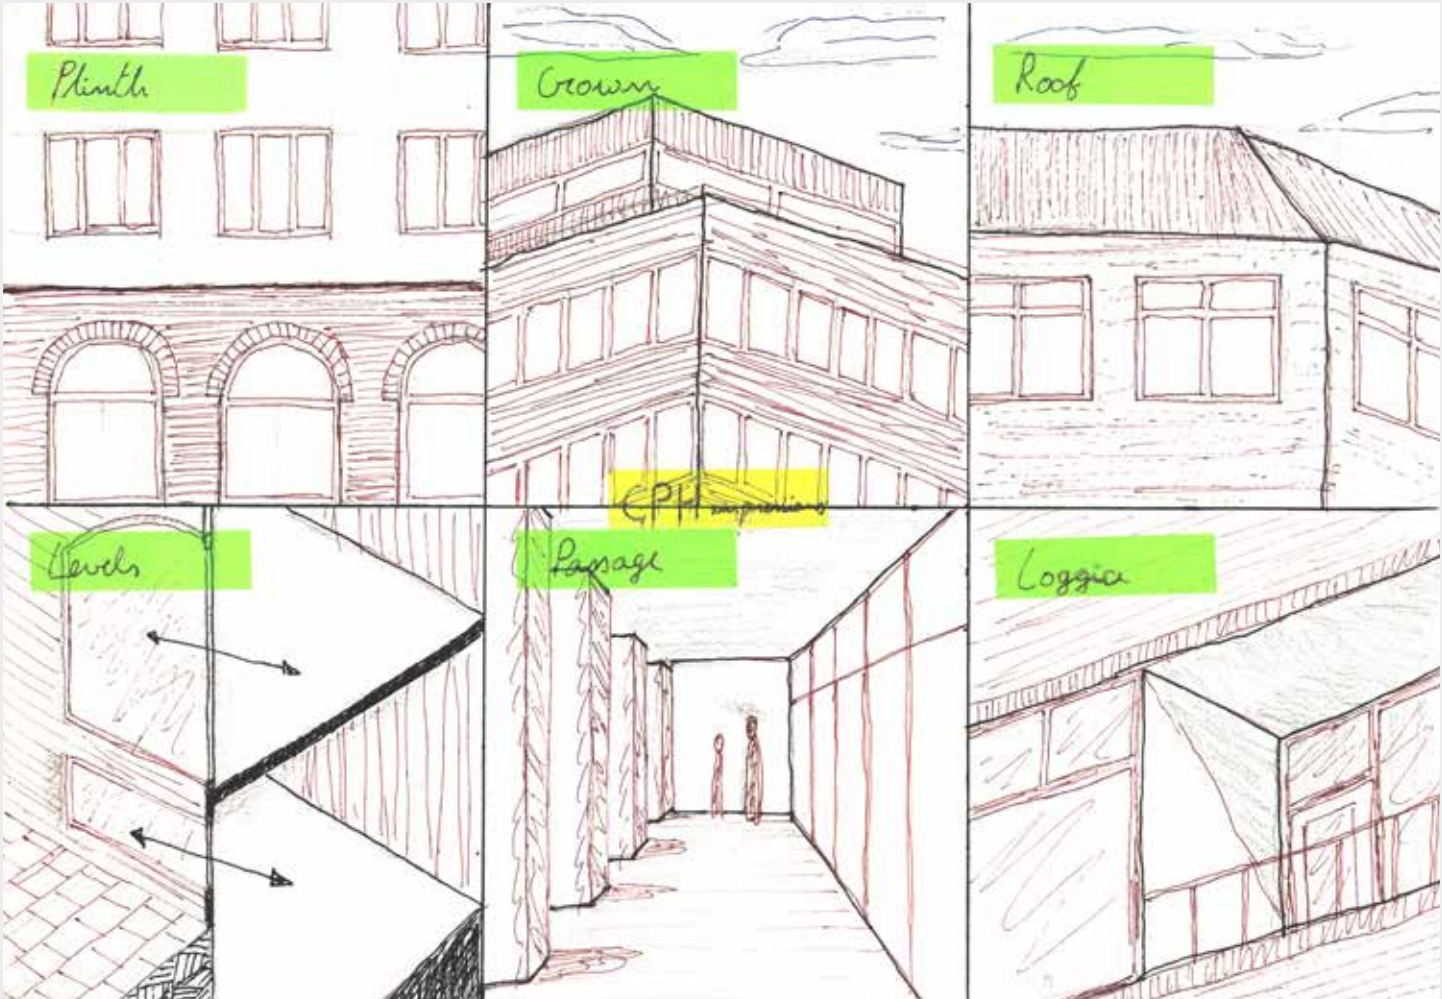 Plinth
Crown
Roof
CPH impressions
Levels
Passage
Loggia